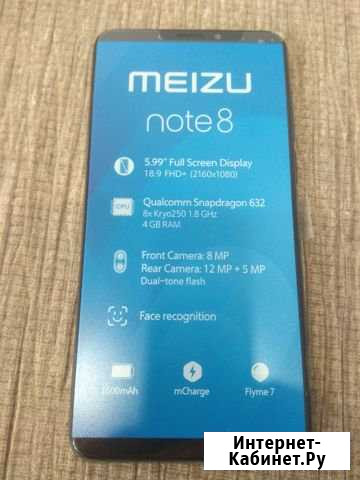 MEIZU
note8
5.99" Full Screen Display
18.9 FHD+ (2160x1080)
CPU
Qualcomm Snapdragon 632
8x Kryo250 1.8 GHz
4 GB RAM
Front Camera: 8 MP
Rear Camera: 12 MP + 5 MP
Dual-tone flash
Face recognition
3600mAh
mCharge
Flyme 7
Интернет-
Кабинет.Ру